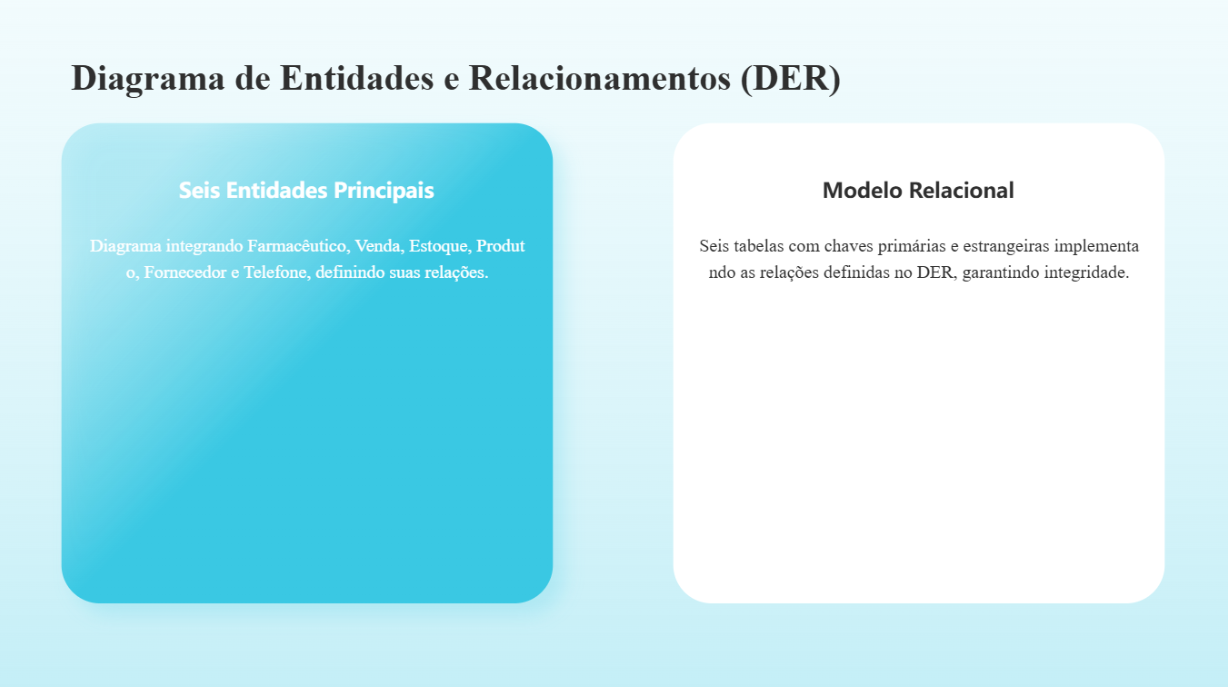 Diagrama de Entidades e Relacionamentos (DER)
Seis Entidades Principais
Diagrama integrando Farmacêutico, Venda, Estoque, Produt
o, Fornecedor e Telefone, definindo suas relações.
Modelo Relacional
Seis tabelas com chaves primárias e estrangeiras implementa
ndo as relações definidas no DER, garantindo integridade.